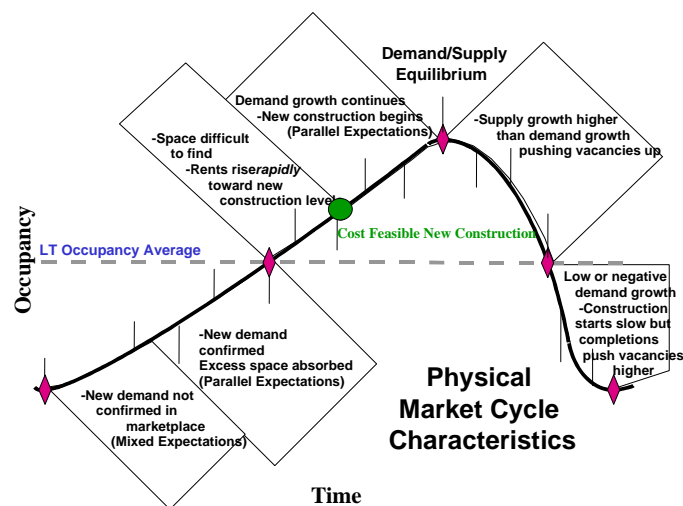 Demand/Supply
Equilibrium
Demand growth continues
-New construction begins
(Parallel Expectations)
-Supply growth higher
than demand growth
pushing vacancies up
-Space difficult
to find
-Rents riserapidly
toward new
construction level
Cost Feasible New Construction
LT Occupancy Average
Occupancy
Low or negative
demand growth
-Construction
starts slow but
completions
push vacancies
higher
-New demand
confirmed
Excess space absorbed
(Parallel Expectations)
-New demand not
confirmed in
marketplace
(Mixed Expectations)
Physical
Market Cycle
Characteristics
Time